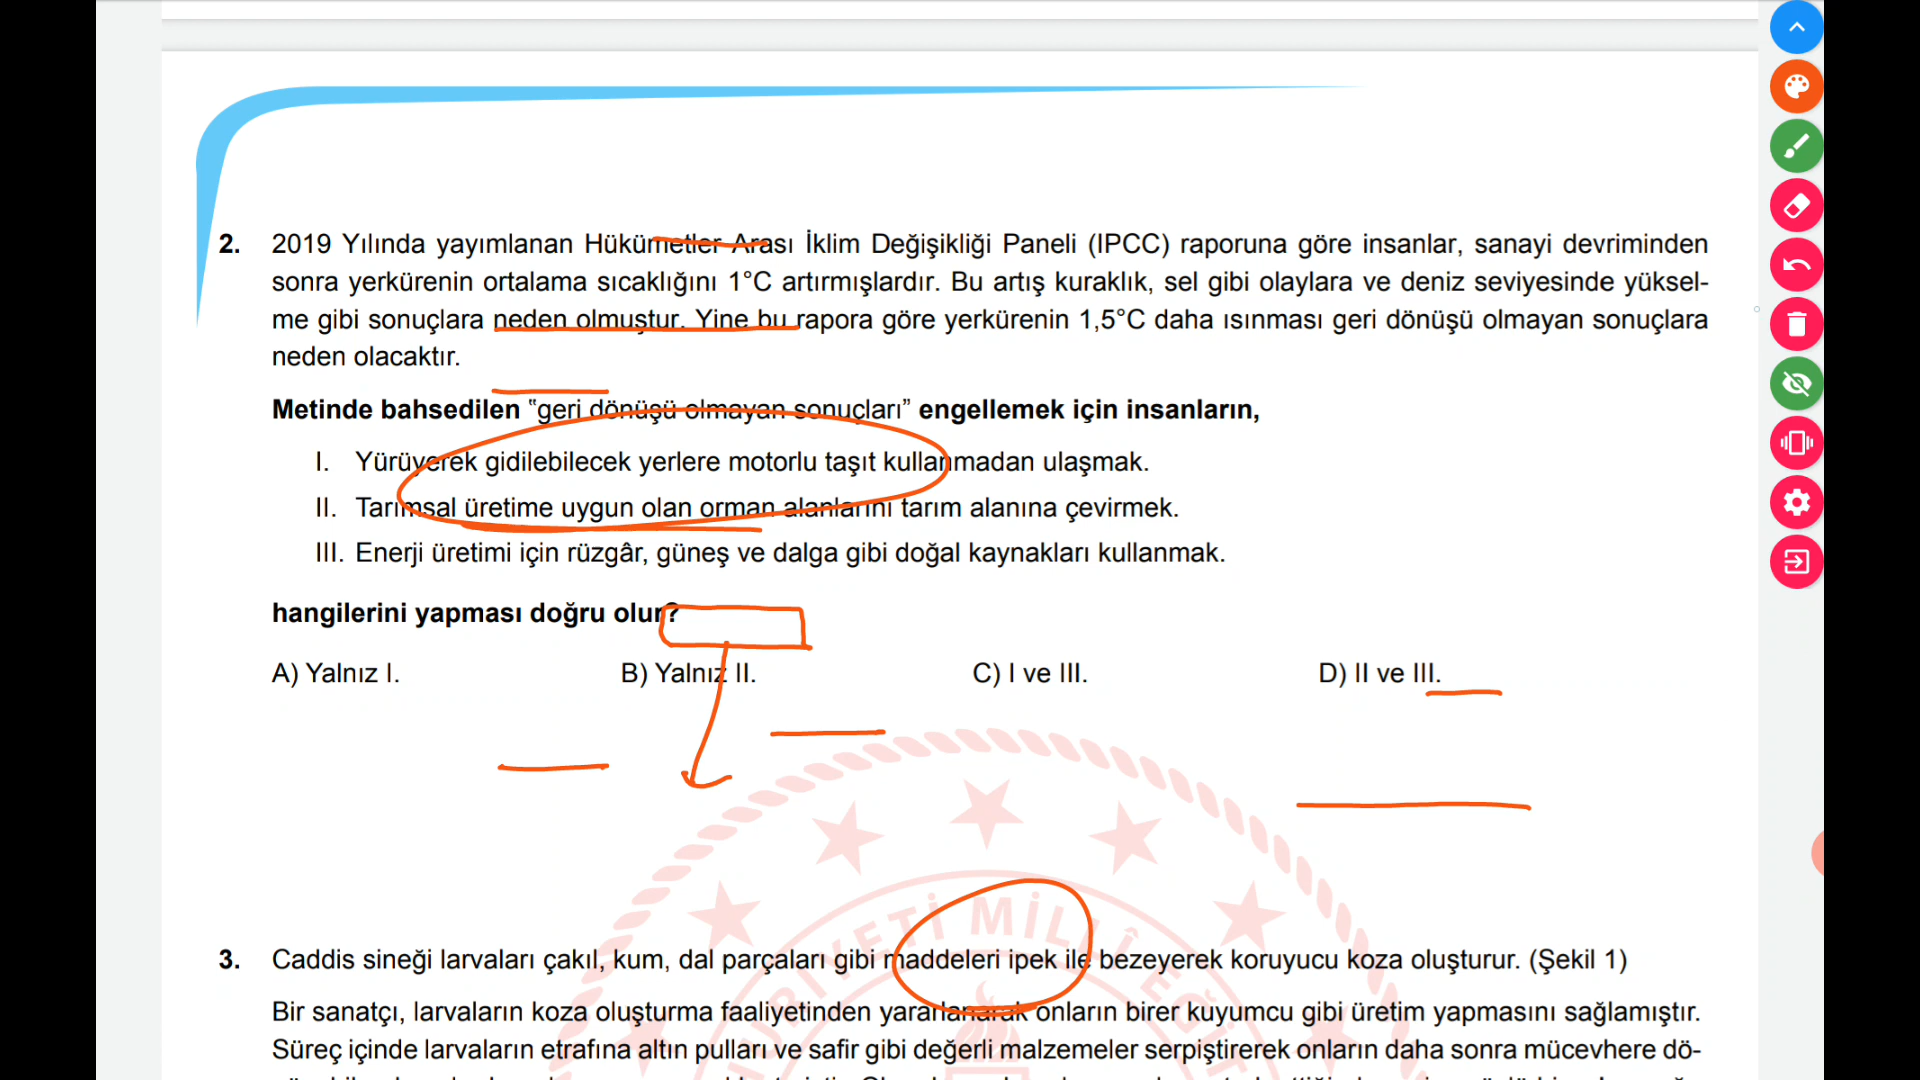 2. 2019 Yılında yayımlanan Hükümetler Arası İklim Değişikliği Paneli (IPCC) raporuna göre insanlar, sanayi devriminden
sonra yerkürenin ortalama sıcaklığını 1°C artırmışlardır. Bu artış kuraklık, sel gibi olaylara ve deniz seviyesinde yüksel-
me gibi sonuçlara neden olmuştur. Yine bu rapora göre yerkürenin 1,5°C daha ısınması geri dönüşü olmayan sonuçlara
neden olacaktır.
Metinde bahsedilen "geri dönüşü olmayan sonuçları" engellemek için insanların,
I. Yürüyerek gidilebilecek yerlere motorlu taşıt kullanmadan ulaşmak.
II. Tarımsal üretime uygun olan orman alanlarını tarım alanına çevirmek.
III. Enerji üretimi için rüzgâr, güneş ve dalga gibi doğal kaynakları kullanmak.
hangilerini yapması doğru olur?
A) Yalnız I. B) Yalnız II. C) I ve III. D) II ve III.
3. Caddis sineği larvaları çakıl, kum, dal parçaları gibi maddeleri ipek ile bezeyerek koruyucu koza oluşturur. (Şekil 1)
Bir sanatçı, larvaların koza oluşturma faaliyetinden yararlanarak onların birer kuyumcu gibi üretim yapmasını sağlamıştır.
Süreç içinde larvaların etrafına altın pulları ve safir gibi değerli malzemeler serpiştirerek onların daha sonra mücevhere dö-